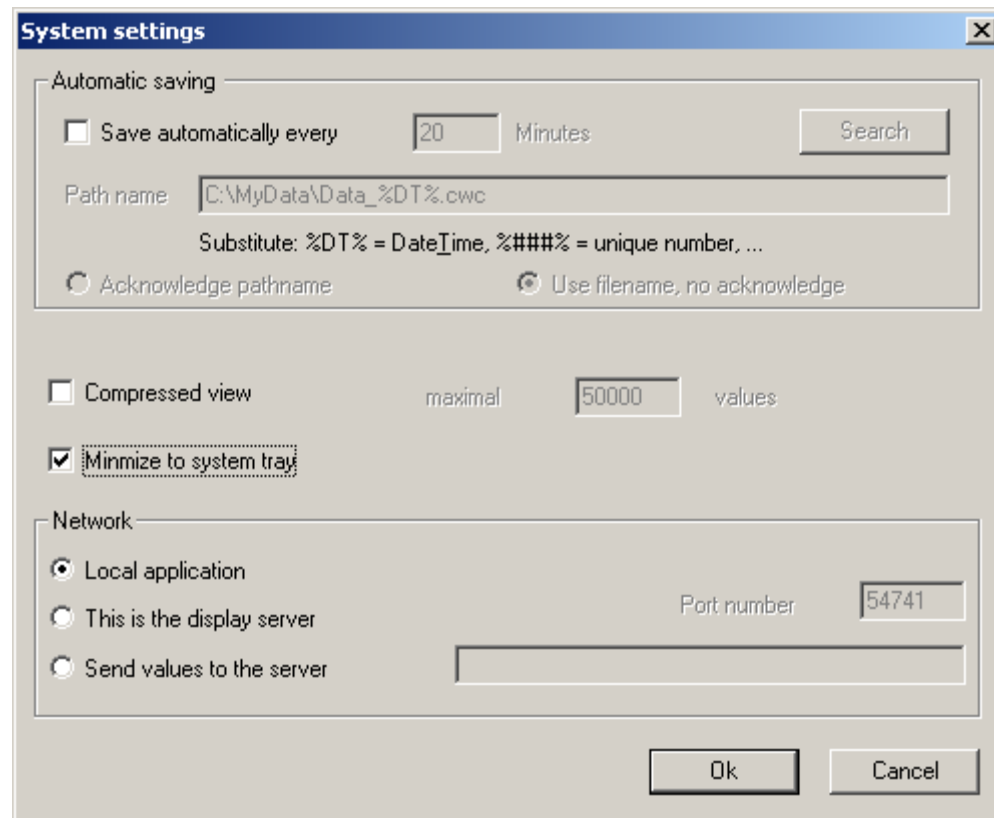 System settings
Automatic saving
Save automatically every 20 Minutes Search
Path name C:\MyData\Data_%DT%.cwc
Substitute: %DT% = DateTime, %###% = unique number, ...
Acknowledge pathname Use filename, no acknowledge
Compressed view maximal 50000 values
Minmize to system tray
Network
Local application
Port number 54741
This is the display server
Send values to the server
Ok Cancel